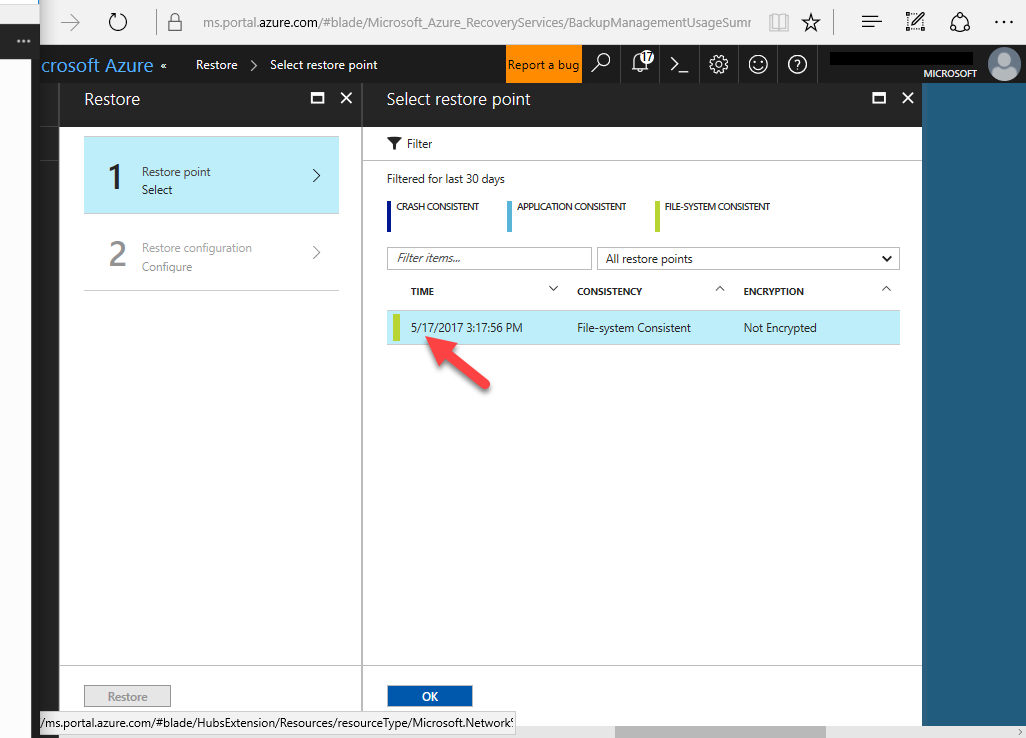 ms.portal.azure.com/#blade/Microsoft_Azure_RecoveryServices/BackupManagementUsageSumr
crosoft Azure «
Restore > Select restore point
Report a bug
17
MICROSOFT
Restore
1
Restore point
Select
2
Restore configuration
Configure
Restore
Select restore point
Filter
Filtered for last 30 days
CRASH CONSISTENT
APPLICATION CONSISTENT
FILE-SYSTEM CONSISTENT
Filter items...
All restore points
TIME CONSISTENCY ENCRYPTION
5/17/2017 3:17:56 PM File-system Consistent Not Encrypted
OK
/ms.portal.azure.com/#blade/HubsExtension/Resources/resourceType/Microsoft.Network%